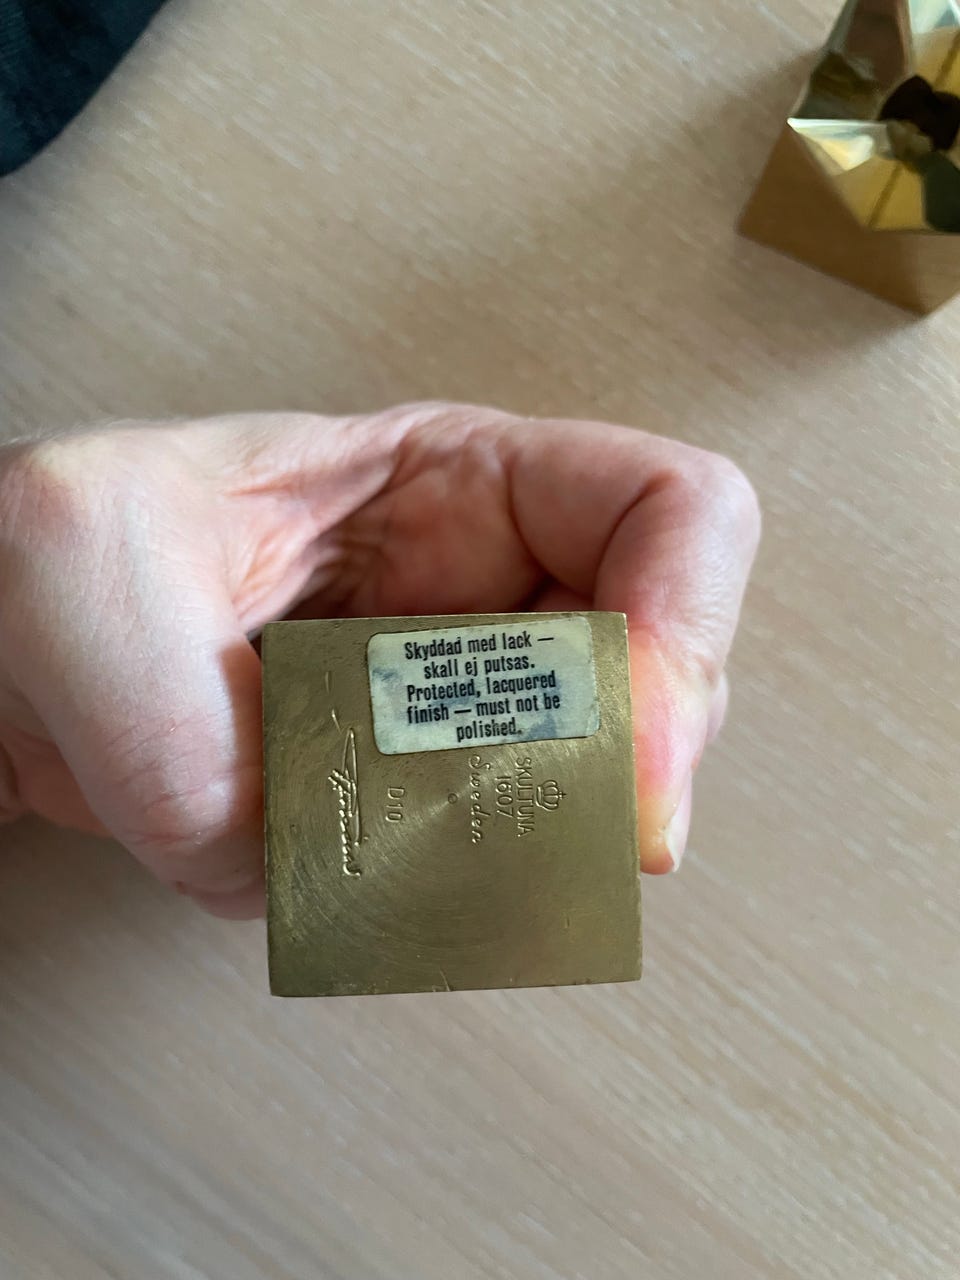 Skyddad med lack —
skall ej putsas.
Protected, lacquered
finish — must not be
polished.
SKULTUNA
1607
Sweden
D10